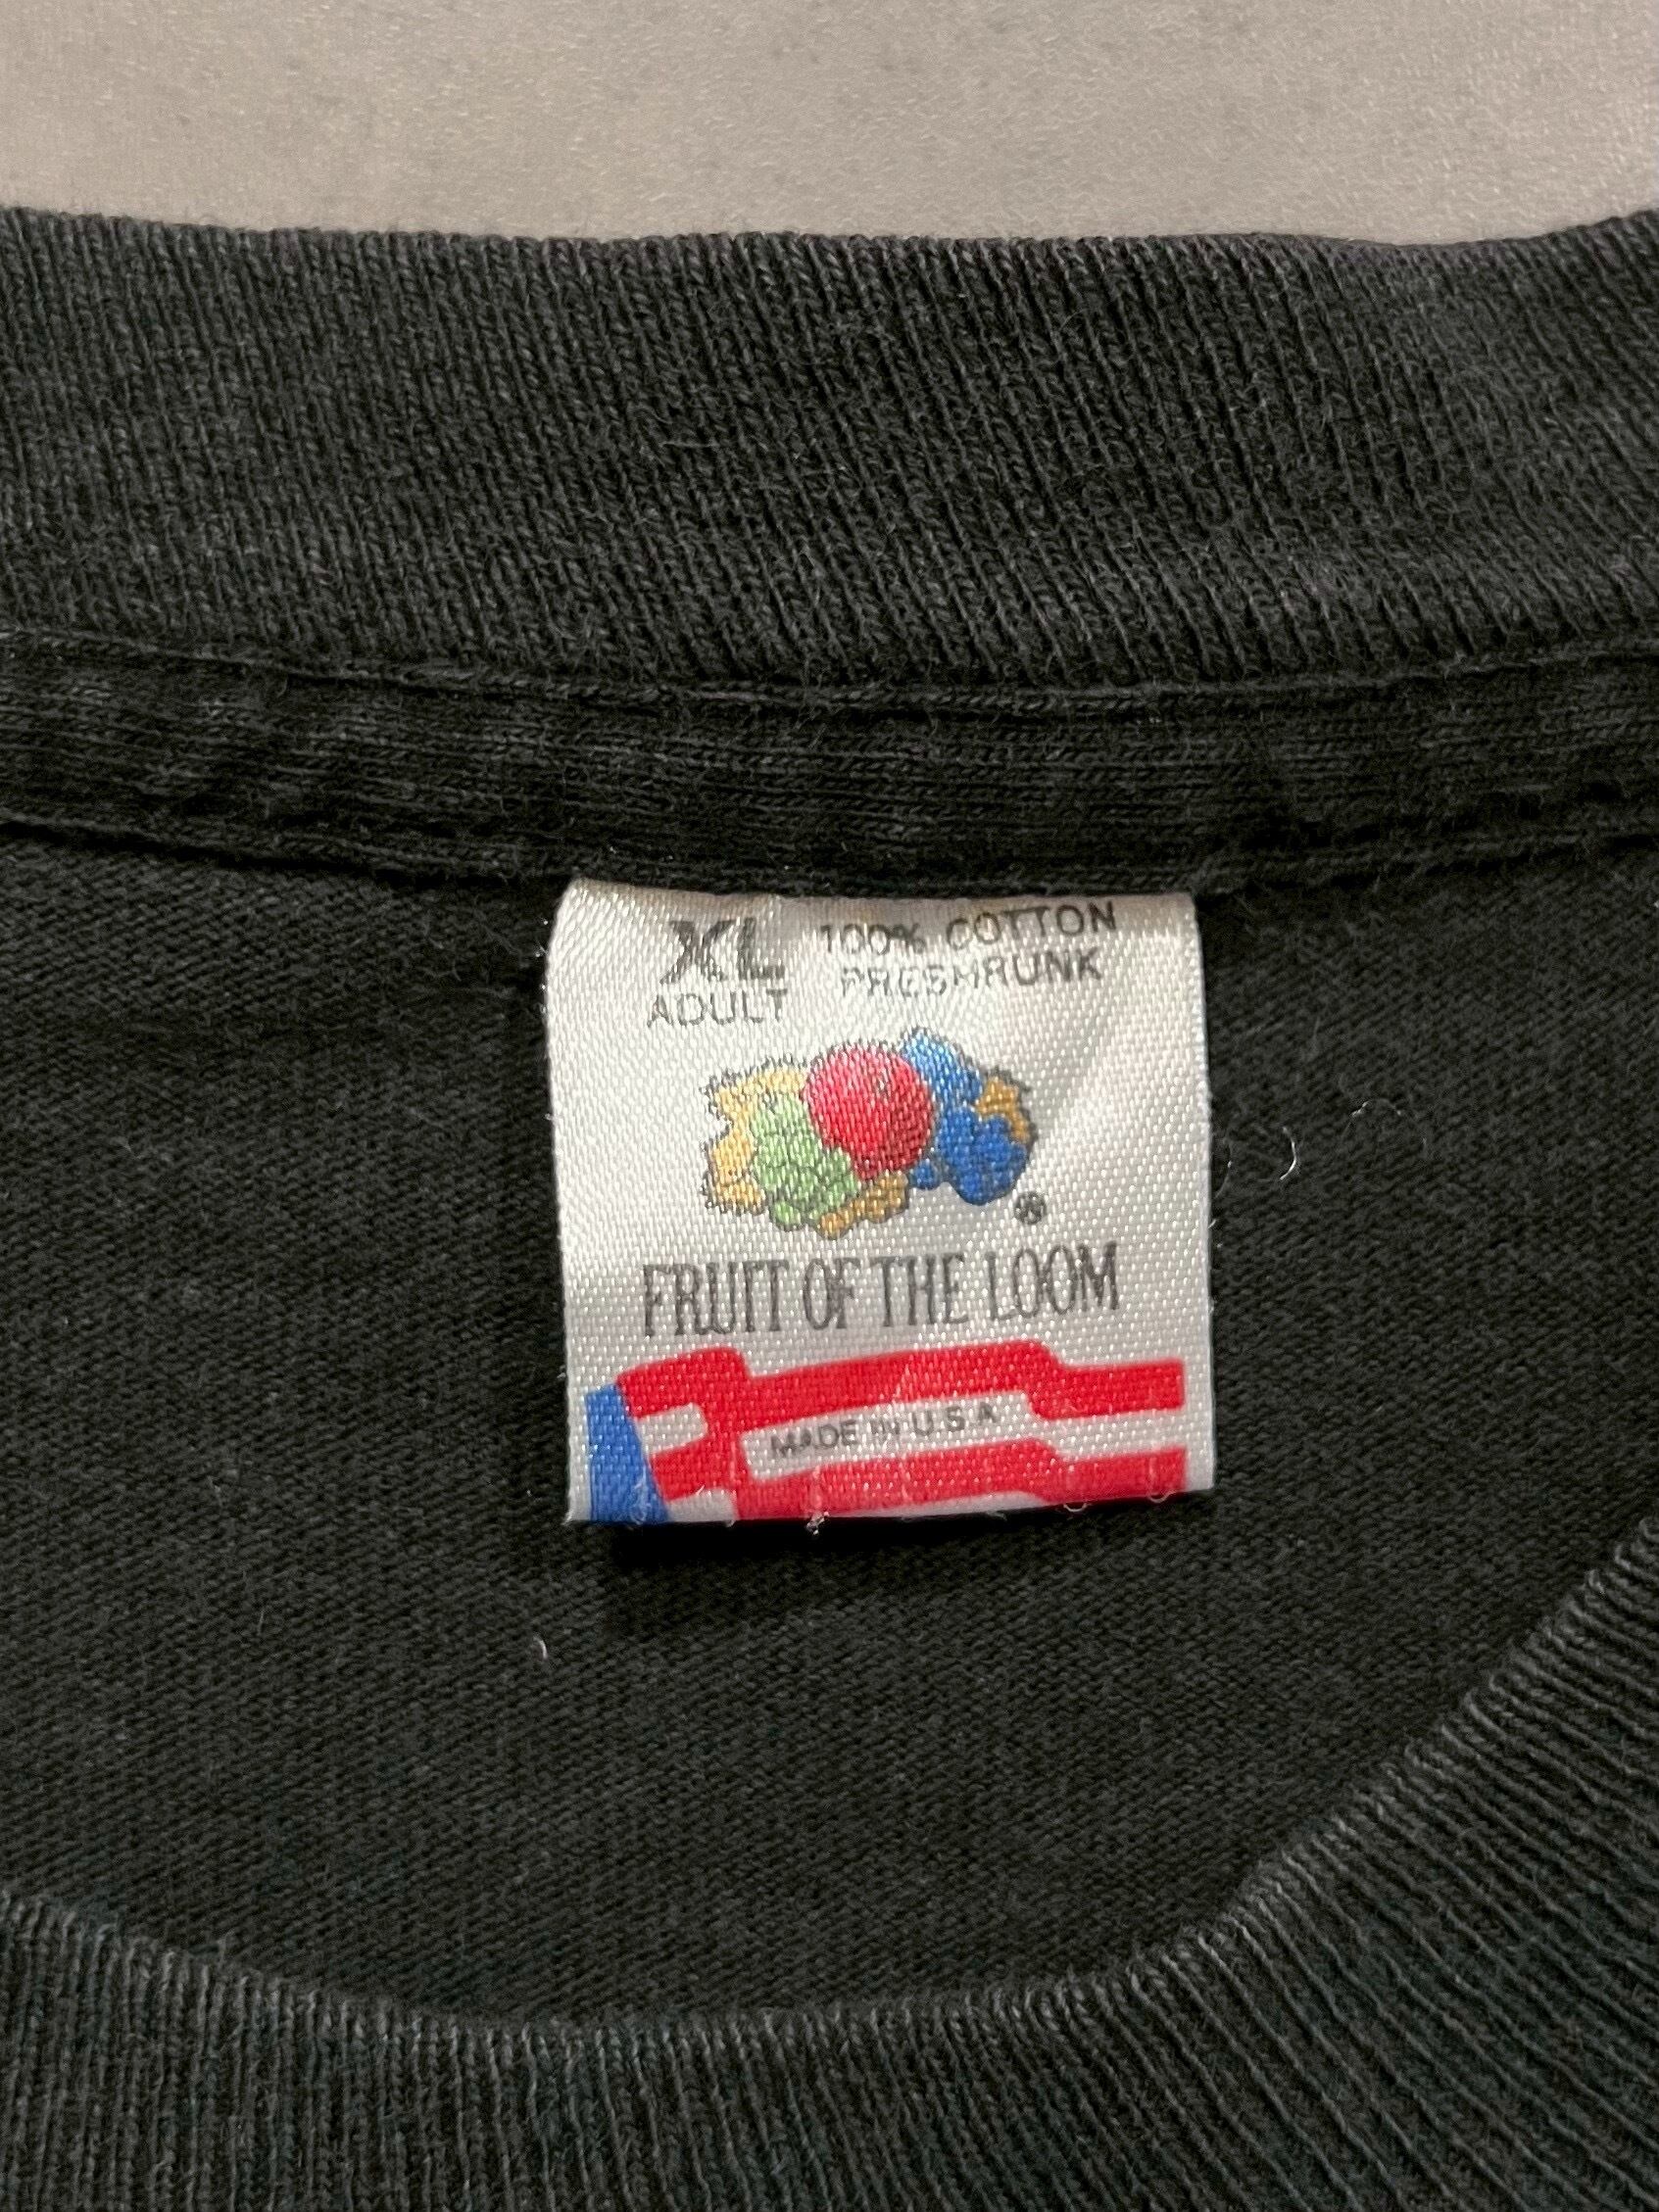 XL 100% COTTON
ADULT PRESHRUNK
®
FRUIT OF THE LOOM
MADE IN U.S.A